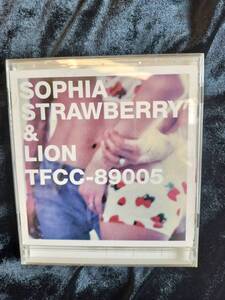 SOPHIA
STRAWBERRY
& 
LION
TFCC-89005